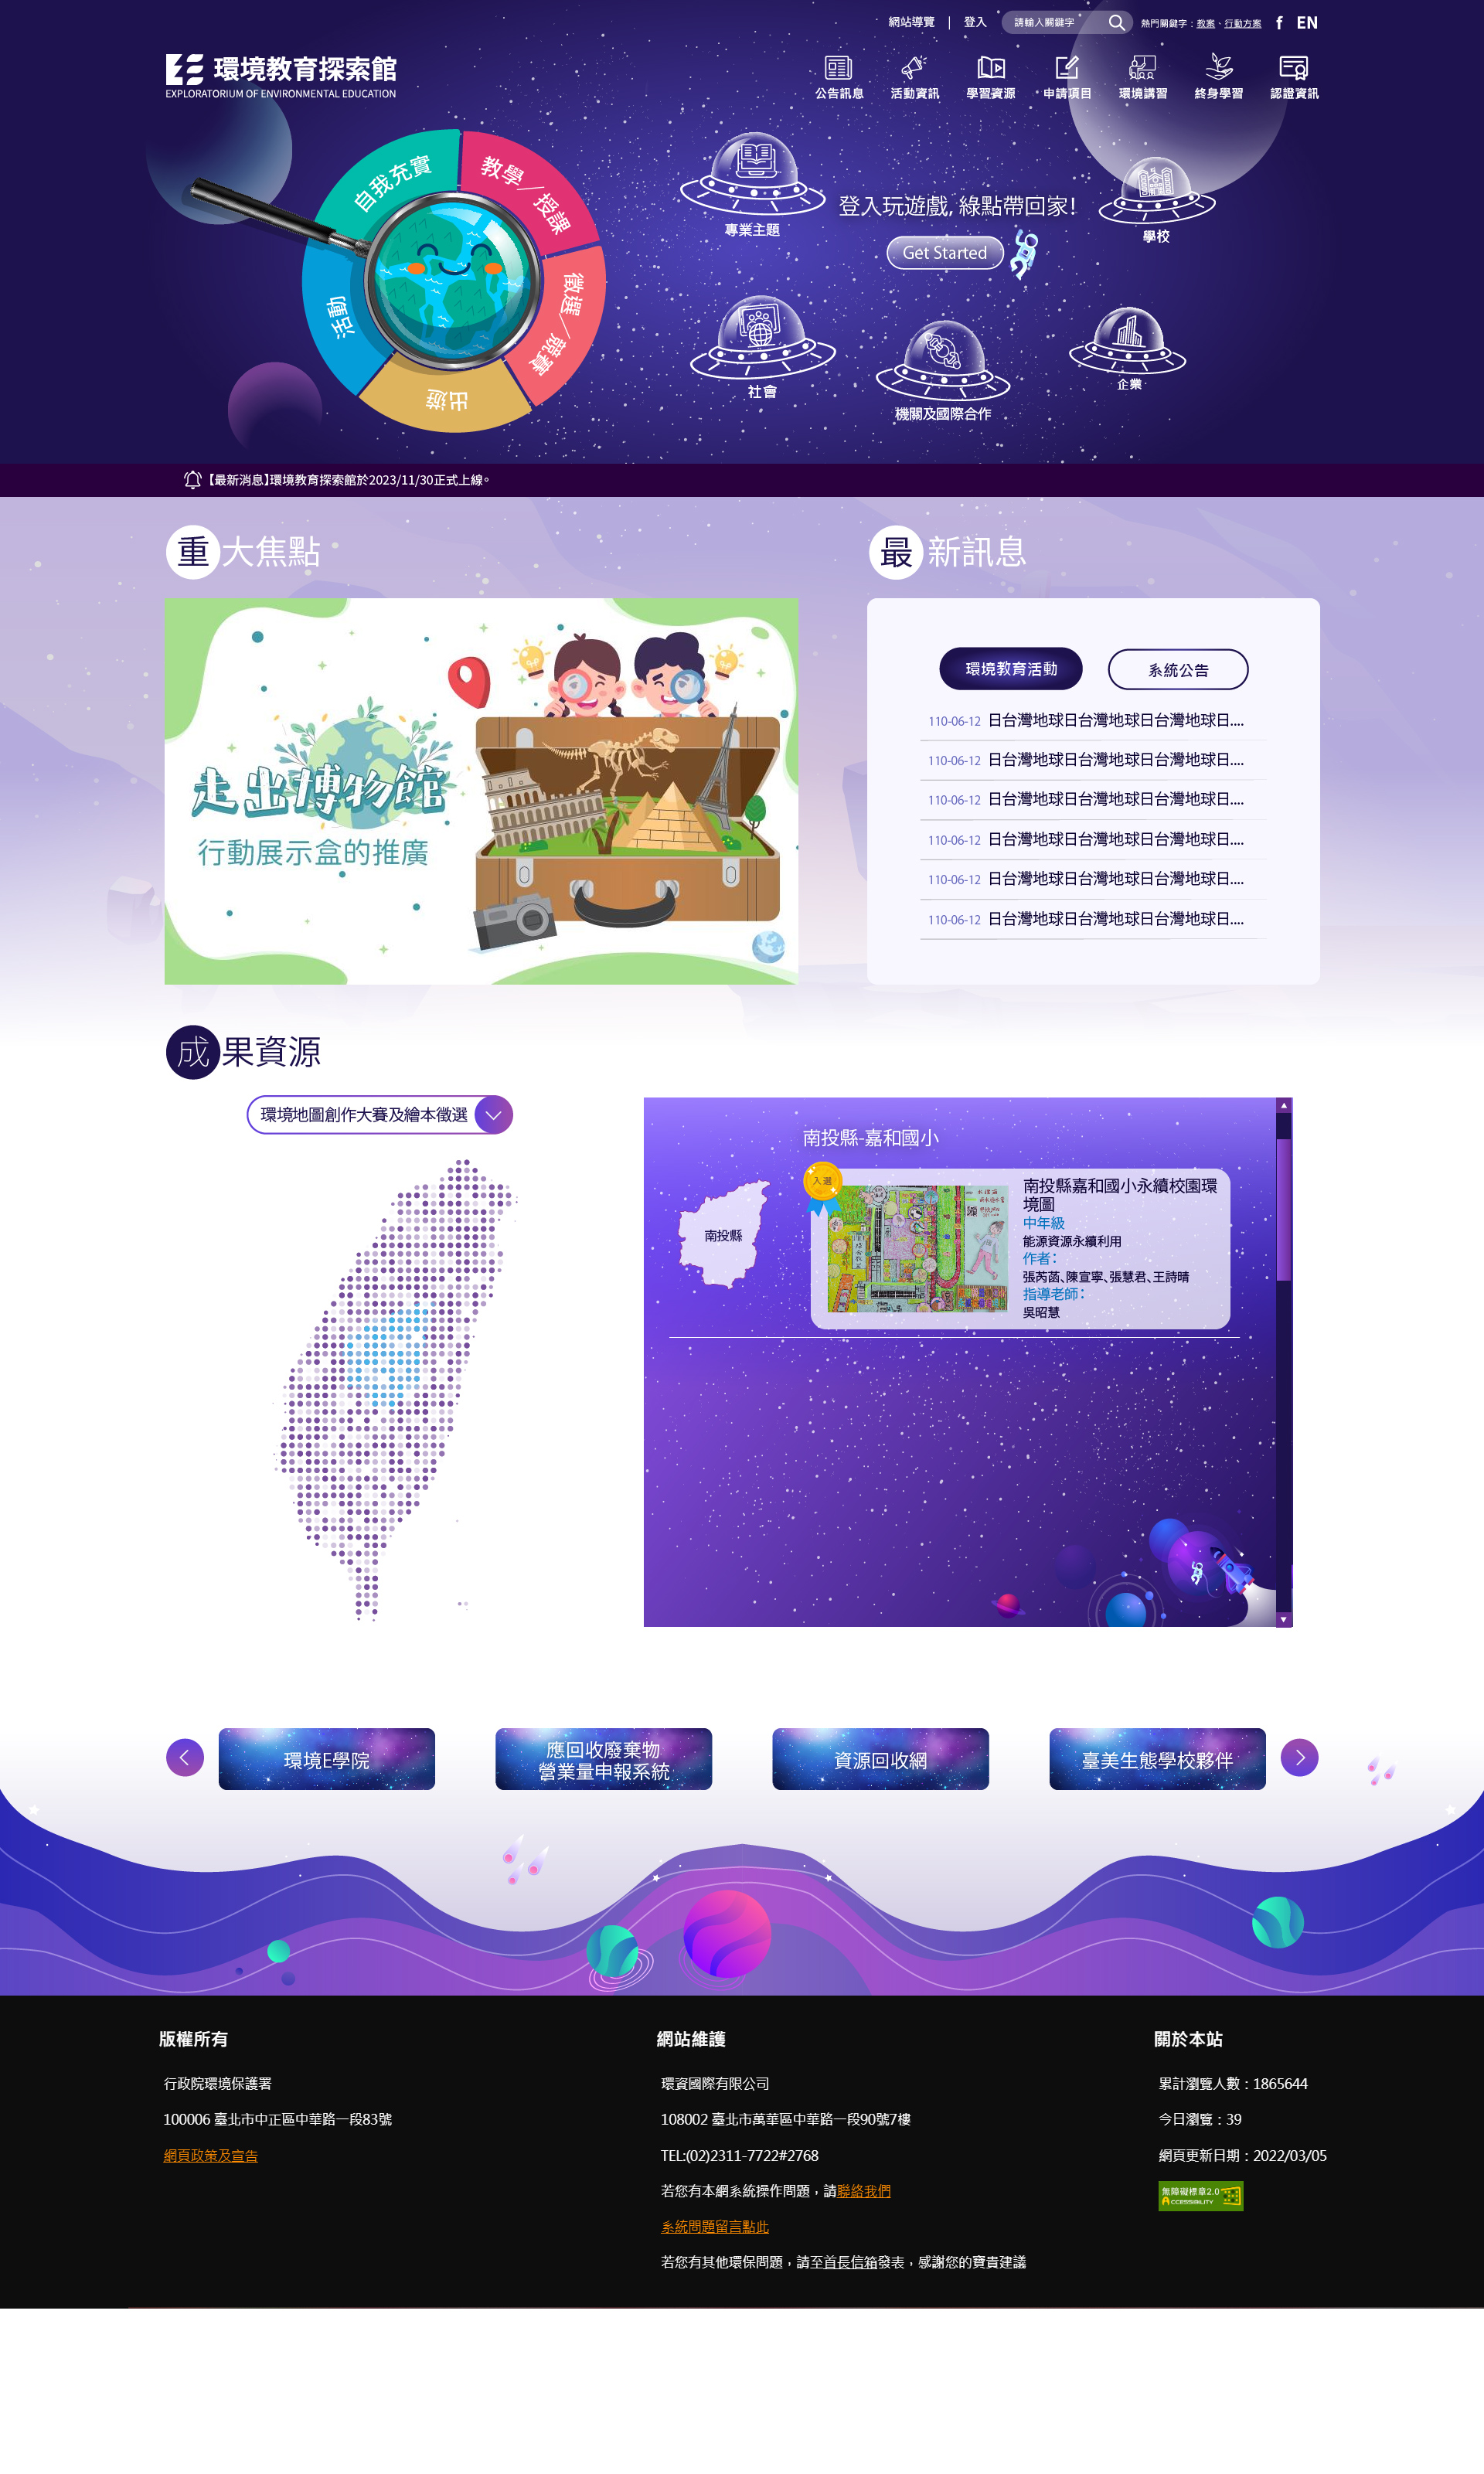 網站導覽 | 登入 請輸入關鍵字 熱門關鍵字：教案、行動方案 f EN
環境教育探索館
EXPLORATORIUM OF ENVIRONMENTAL EDUCATION
公告訊息 活動資訊 學習資源 申請項目 環境講習 終身學習 認證資訊
自我充實
教學／授課
徵選／競賽
出遊
活動
專業主題
登入玩遊戲, 綠點帶回家!
Get Started
學校
社會
機關及國際合作
企業
【最新消息】環境教育探索館於2023/11/30正式上線。
重大焦點
走出博物館
行動展示盒的推廣
最新訊息
環境教育活動 系統公告
110-06-12 日台灣地球日台灣地球日台灣地球日....
110-06-12 日台灣地球日台灣地球日台灣地球日....
110-06-12 日台灣地球日台灣地球日台灣地球日....
110-06-12 日台灣地球日台灣地球日台灣地球日....
110-06-12 日台灣地球日台灣地球日台灣地球日....
110-06-12 日台灣地球日台灣地球日台灣地球日....
成果資源
環境地圖創作大賽及繪本徵選
南投縣-嘉和國小
南投縣
入選
南投縣嘉和國小永續校園環
境圖
中年級
能源資源永續利用
作者：
張芮菡、陳宣寧、張慧君、王詩晴
指導老師：
吳昭慧
環境E學院
應回收廢棄物
營業量申報系統
資源回收網
臺美生態學校夥伴
版權所有
行政院環境保護署
100006 臺北市中正區中華路一段83號
網頁政策及宣告
網站維護
環資國際有限公司
108002 臺北市萬華區中華路一段90號7樓
TEL:(02)2311-7722#2768
若您有本網系統操作問題，請聯絡我們
系統問題留言點此
若您有其他環保問題，請至首長信箱發表，感謝您的寶貴建議
關於本站
累計瀏覽人數：1865644
今日瀏覽：39
網頁更新日期：2022/03/05
無障礙標章2.0
ACCESSIBILITY